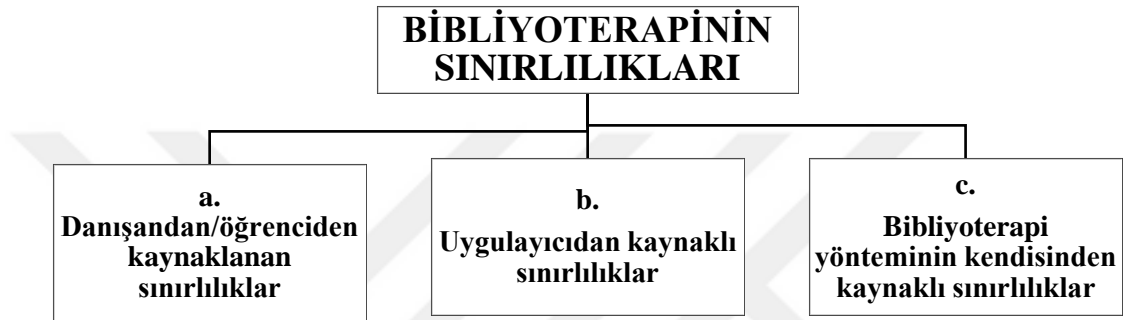 BİBLİYOTERAPİNİN
SINIRLILIKLARI
a.
Danışandan/öğrenciden
kaynaklanan
sınırlılıklar
b.
Uygulayıcıdan kaynaklı
sınırlılıklar
c.
Bibliyoterapi
yönteminin kendisinden
kaynaklı sınırlılıklar